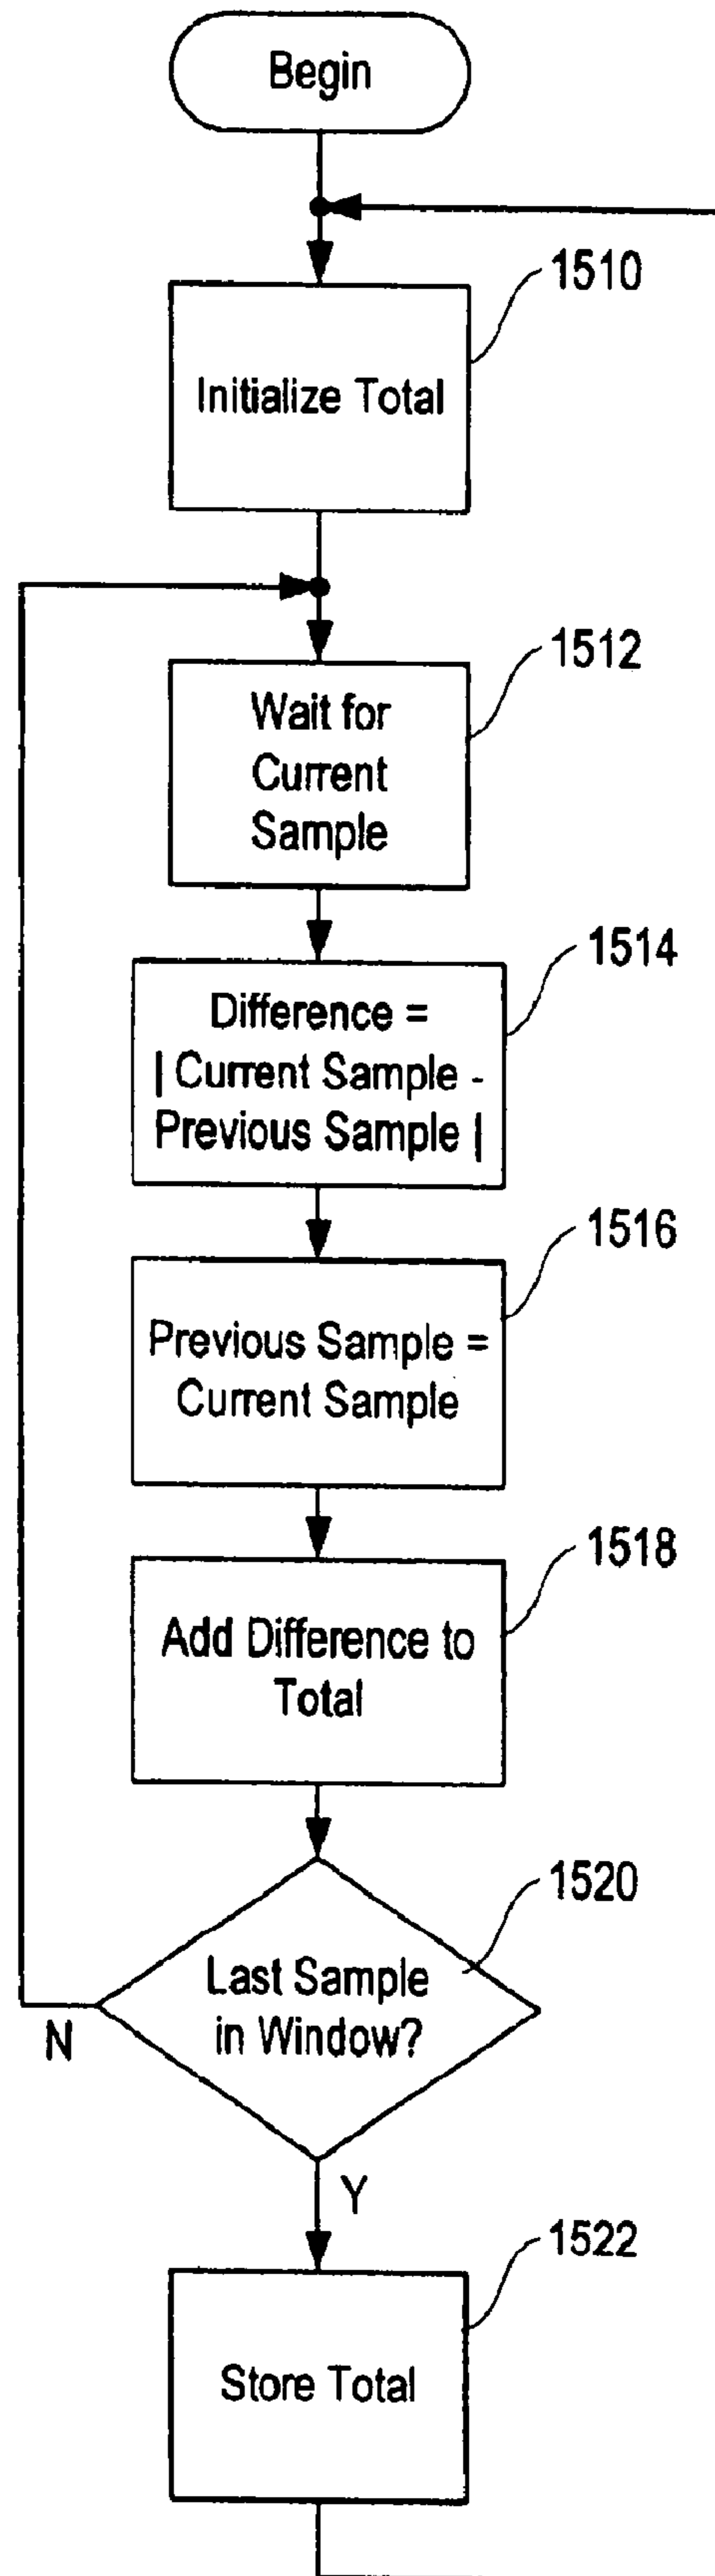 Begin
1510
Initialize Total
1512
Wait for
Current
Sample
1514
Difference =
| Current Sample -
Previous Sample |
1516
Previous Sample =
Current Sample
1518
Add Difference to
Total
1520
Last Sample
in Window?
N
Y
1522
Store Total